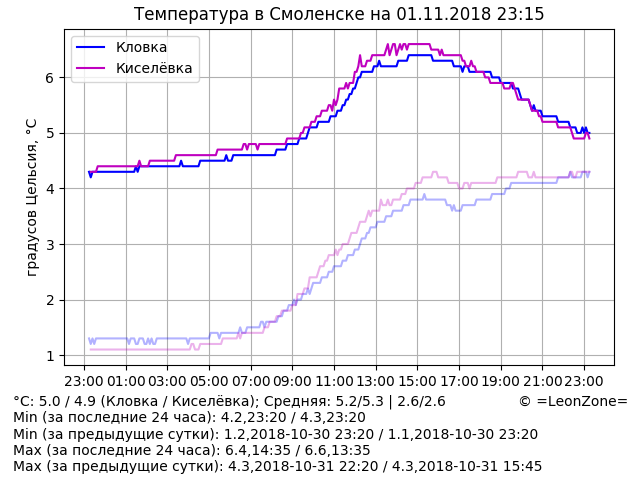 Температура в Смоленске на 01.11.2018 23:15
Кловка
Киселёвка
градусов Цельсия, °C
6
5
4
3
2
1
23:00 01:00 03:00 05:00 07:00 09:00 11:00 13:00 15:00 17:00 19:00 21:00 23:00
°C: 5.0 / 4.9 (Кловка / Киселёвка); Средняя: 5.2/5.3 | 2.6/2.6 © =LeonZone=
Min (за последние 24 часа): 4.2,23:20 / 4.3,23:20
Min (за предыдущие сутки): 1.2,2018-10-30 23:20 / 1.1,2018-10-30 23:20
Max (за последние 24 часа): 6.4,14:35 / 6.6,13:35
Max (за предыдущие сутки): 4.3,2018-10-31 22:20 / 4.3,2018-10-31 15:45